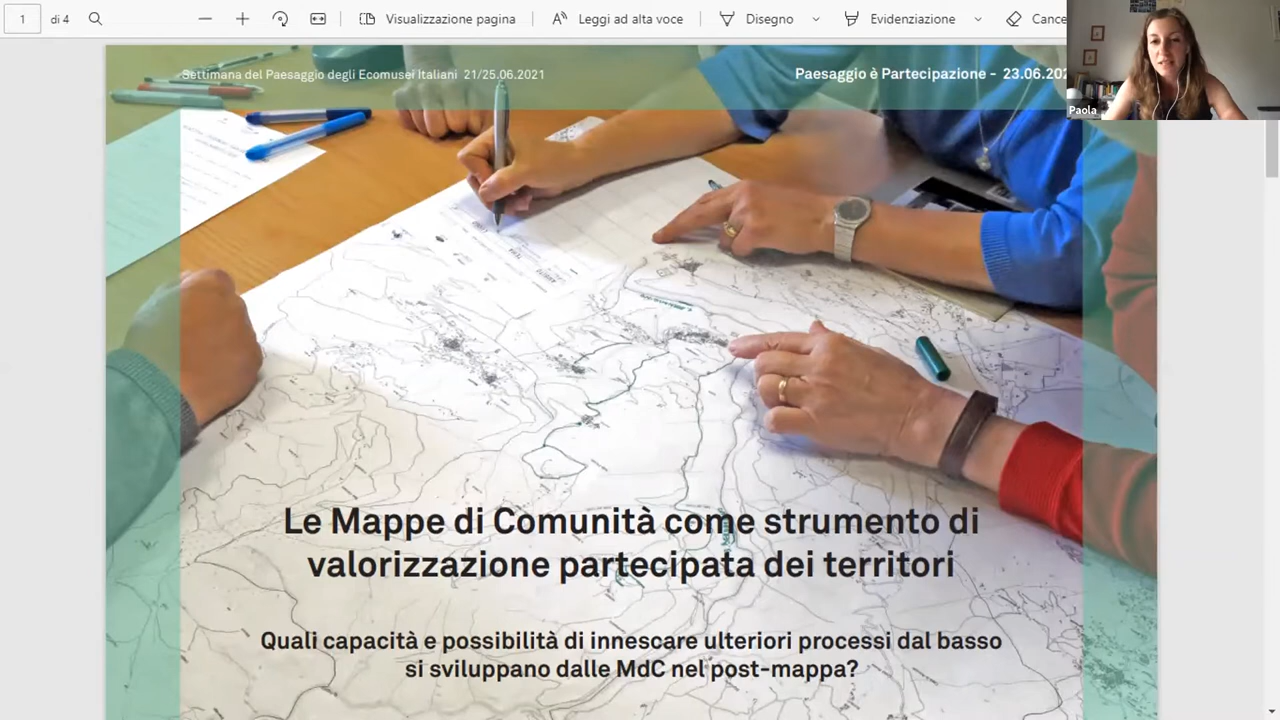 1 di 4 Visualizzazione pagina Leggi ad alta voce Disegno Evidenziazione Cance
Settimana del Paesaggio degli Ecomusei Italiani 21/25.06.2021
Paesaggio è Partecipazione - 23.06.202
Paola
Le Mappe di Comunità come strumento di
valorizzazione partecipata dei territori
Quali capacità e possibilità di innescare ulteriori processi dal basso
si sviluppano dalle MdC nel post-mappa?